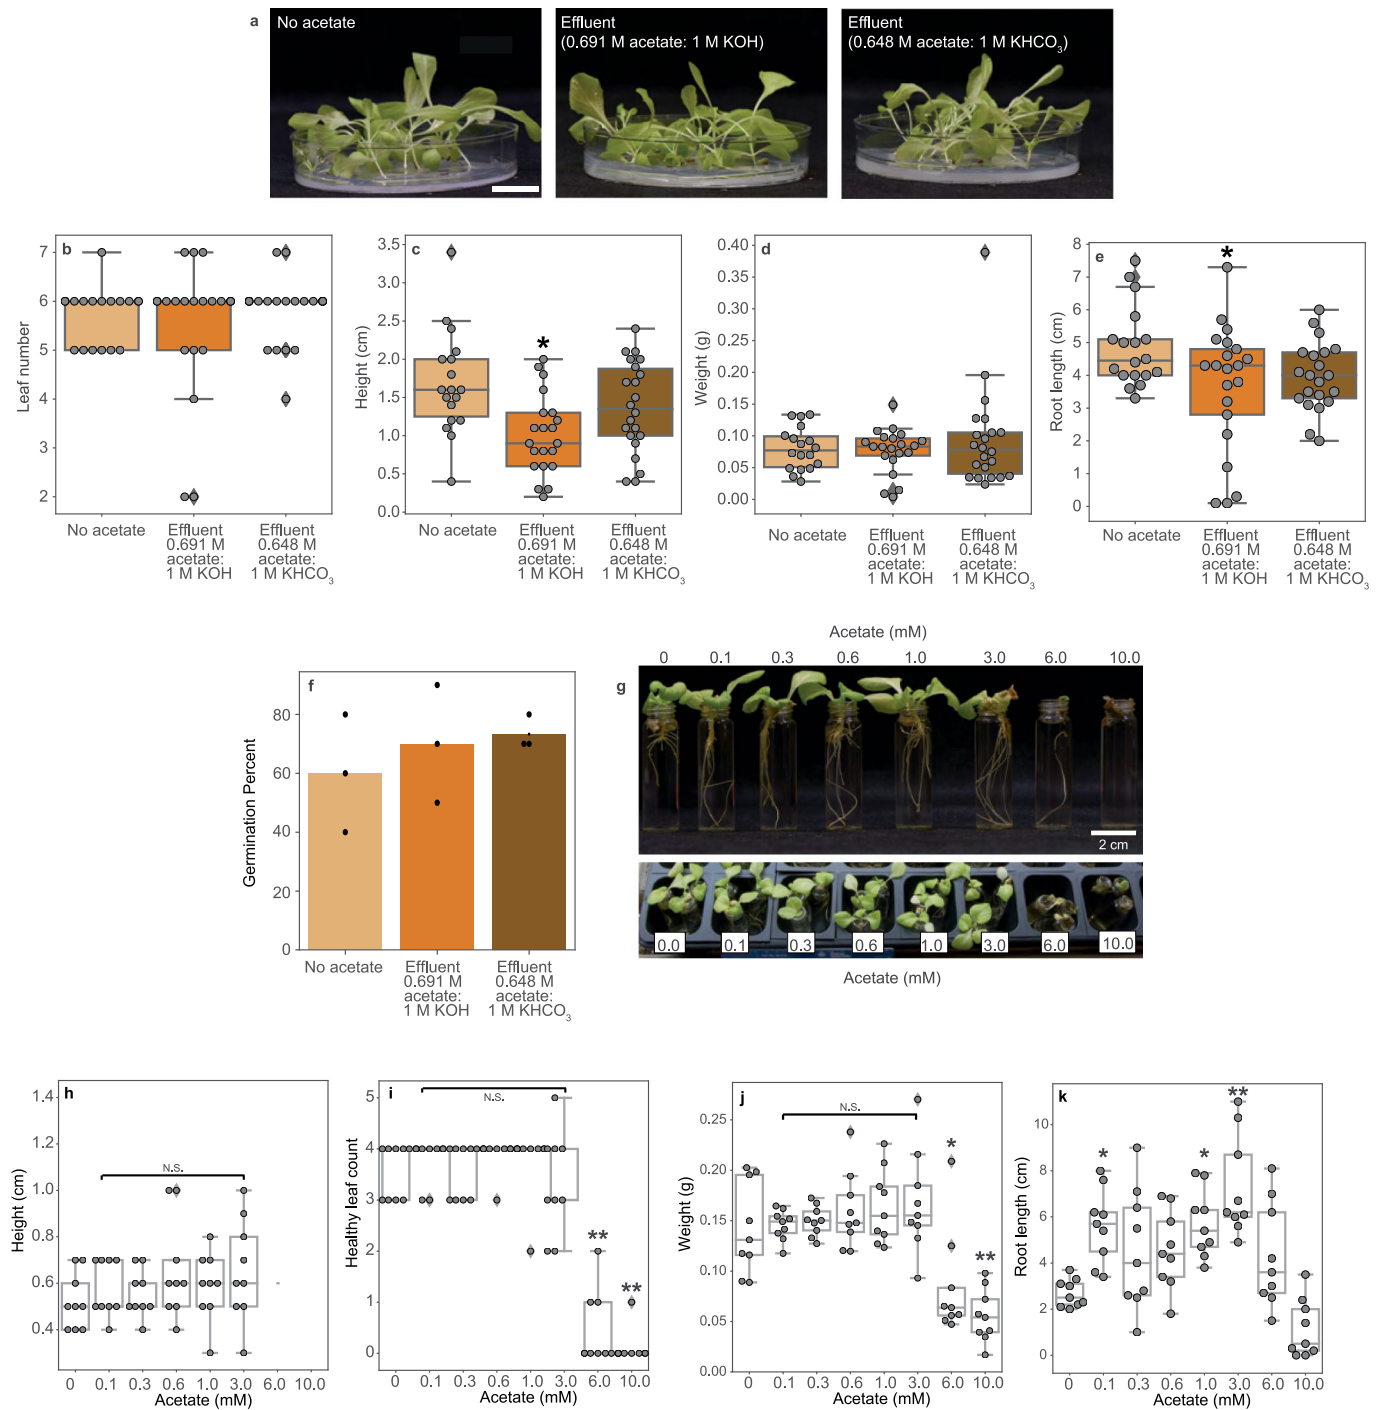 a
No acetate
Effluent
(0.691 M acetate: 1 M KOH)
Effluent
(0.648 M acetate: 1 M KHCO₃)
b
Leaf number
7
6
5
4
3
2
No acetate
Effluent
0.691 M
acetate:
1 M KOH
Effluent
0.648 M
acetate:
1 M KHCO₃
c
Height (cm)
3.5
3.0
2.5
2.0
1.5
1.0
0.5
0.0
*
No acetate
Effluent
0.691 M
acetate:
1 M KOH
Effluent
0.648 M
acetate:
1 M KHCO₃
d
Weight (g)
0.40
0.35
0.30
0.25
0.20
0.15
0.10
0.05
0.00
No acetate
Effluent
0.691 M
acetate:
1 M KOH
Effluent
0.648 M
acetate:
1 M KHCO₃
e
Root length (cm)
8
7
6
5
4
3
2
1
0
*
No acetate
Effluent
0.691 M
acetate:
1 M KOH
Effluent
0.648 M
acetate:
1 M KHCO₃
f
Germination Percent
80
60
40
20
0
No acetate
Effluent
0.691 M
acetate:
1 M KOH
Effluent
0.648 M
acetate:
1 M KHCO₃
Acetate (mM)
0 0.1 0.3 0.6 1.0 3.0 6.0 10.0
g
2 cm
0.0 0.1 0.3 0.6 1.0 3.0 6.0 10.0
Acetate (mM)
h
Height (cm)
1.4
1.2
1.0
0.8
0.6
0.4
N.S.
0 0.1 0.3 0.6 1.0 3.0 6.0 10.0
Acetate (mM)
i
Healthy leaf count
5
4
3
2
1
0
N.S.
**
**
0 0.1 0.3 0.6 1.0 3.0 6.0 10.0
Acetate (mM)
j
Weight (g)
0.25
0.20
0.15
0.10
0.05
0.00
N.S.
*
**
0 0.1 0.3 0.6 1.0 3.0 6.0 10.0
Acetate (mM)
k
Root length (cm)
10
8
6
4
2
0
*
*
**
0 0.1 0.3 0.6 1.0 3.0 6.0 10.0
Acetate (mM)